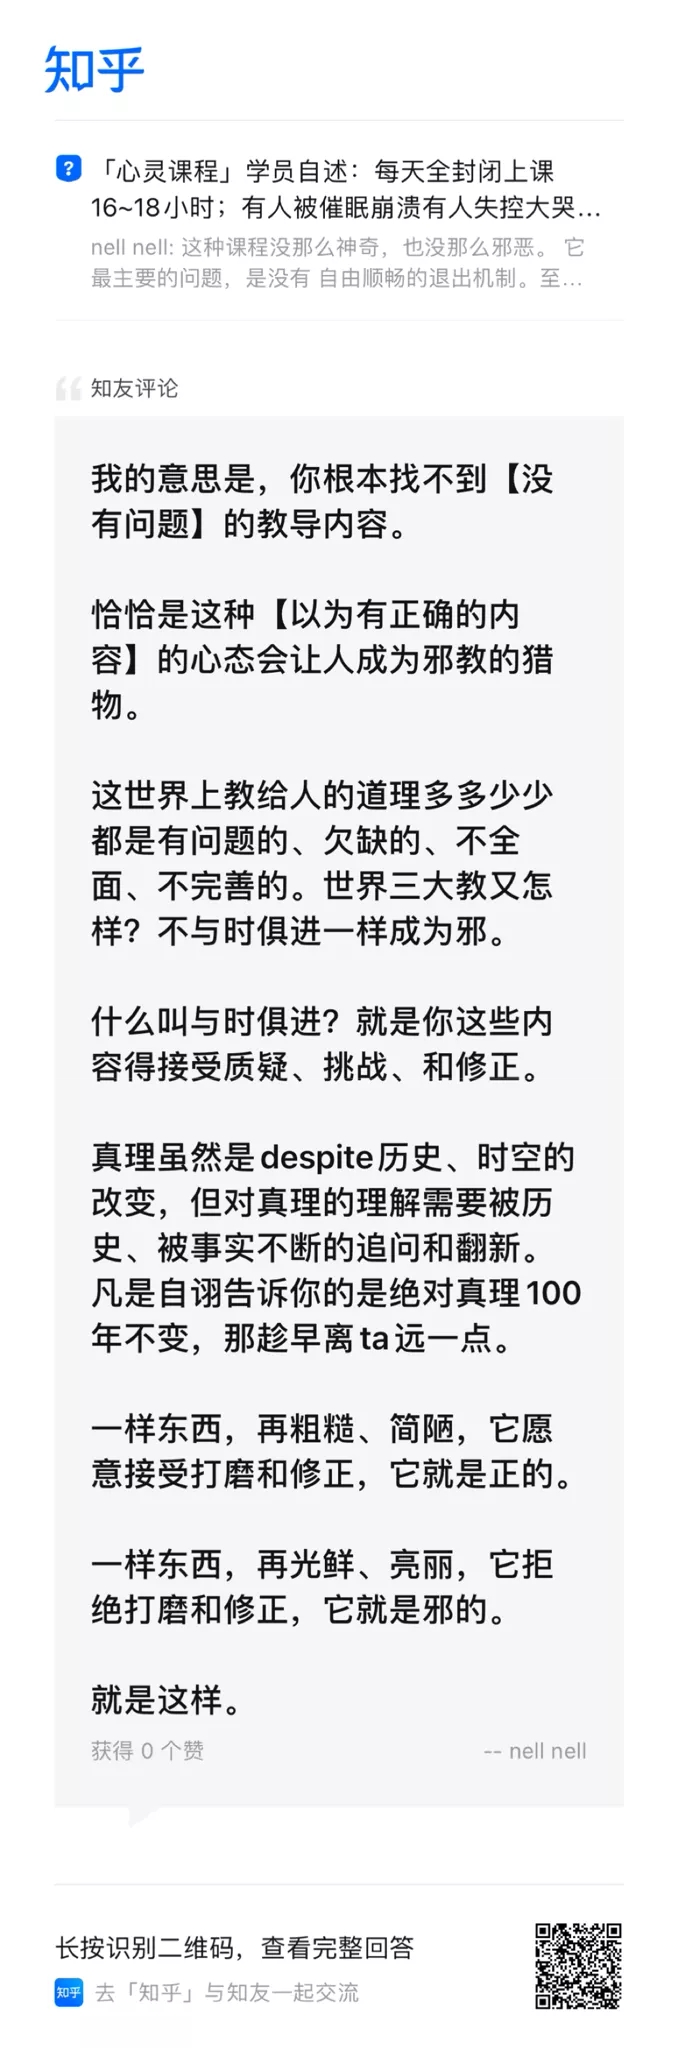 知乎
? 「心灵课程」学员自述：每天全封闭上课
16~18小时；有人被催眠崩溃有人失控大哭...
nell nell: 这种课程没那么神奇，也没那么邪恶。 它
最主要的问题，是没有 自由顺畅的退出机制。至...
知友评论
我的意思是，你根本找不到【没
有问题】的教导内容。
恰恰是这种【以为有正确的内
容】的心态会让人成为邪教的猎
物。
这世界上教给人的道理多多少少
都是有问题的、欠缺的、不全
面、不完善的。世界三大教又怎
样？不与时俱进一样成为邪。
什么叫与时俱进？就是你这些内
容得接受质疑、挑战、和修正。
真理虽然是despite历史、时空的
改变，但对真理的理解需要被历
史、被事实不断的追问和翻新。
凡是自诩告诉你的是绝对真理100
年不变，那趁早离ta远一点。
一样东西，再粗糙、简陋，它愿
意接受打磨和修正，它就是正的。
一样东西，再光鲜、亮丽，它拒
绝打磨和修正，它就是邪的。
就是这样。
获得 0 个赞 -- nell nell
长按识别二维码，查看完整回答
知乎 去「知乎」与知友一起交流